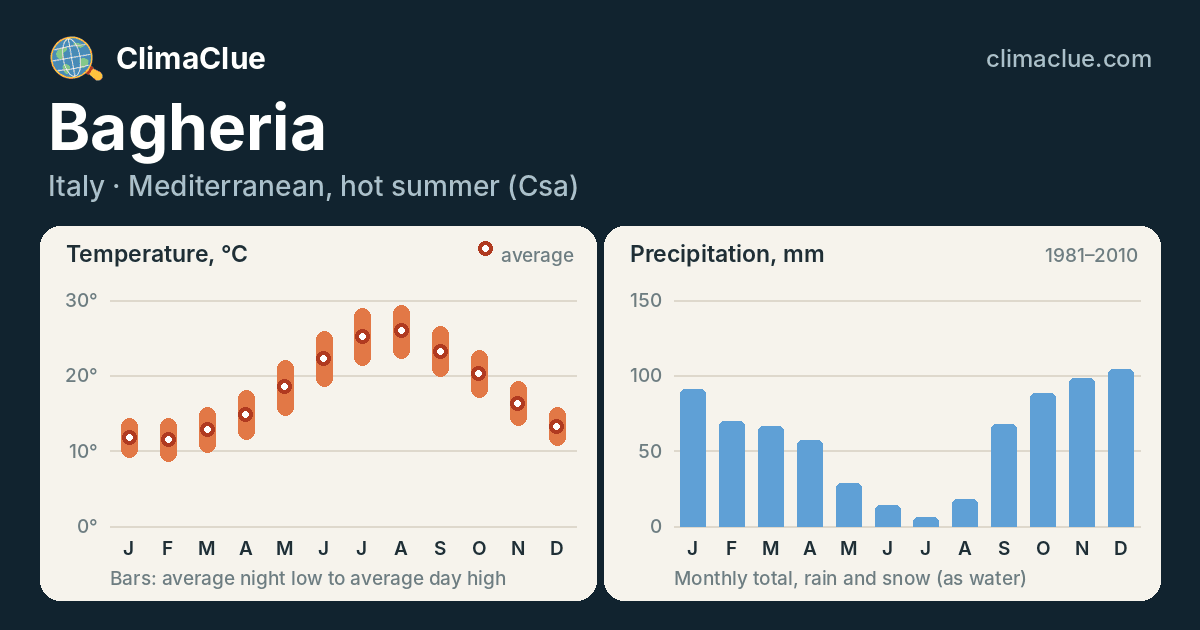 ClimaClue
climaclue.com
Bagheria
Italy · Mediterranean, hot summer (Csa)
Temperature, °C
average
30°
20°
10°
0°
J F M A M J J A S O N D
Bars: average night low to average day high
Precipitation, mm
1981–2010
150
100
50
0
J F M A M J J A S O N D
Monthly total, rain and snow (as water)